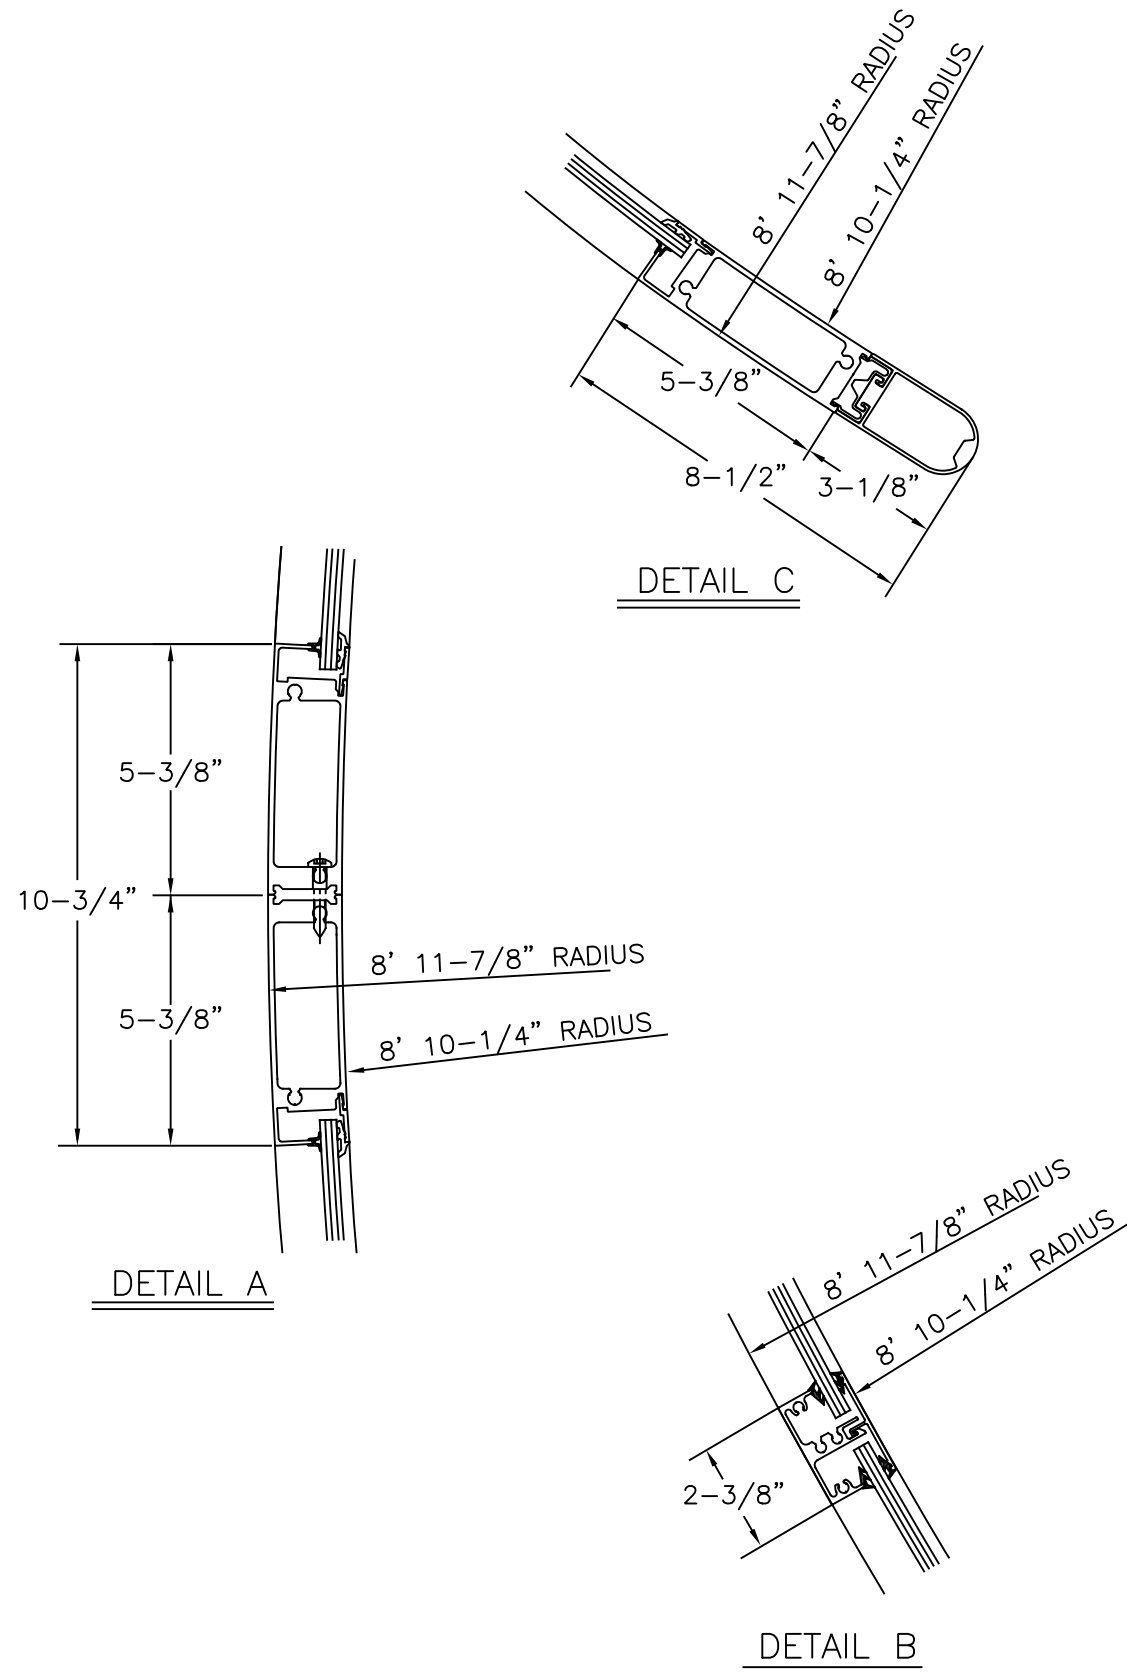 8' 11-7/8" RADIUS
8' 10-1/4" RADIUS
5-3/8"
8-1/2"
3-1/8"
DETAIL C
5-3/8"
10-3/4"
8' 11-7/8" RADIUS
5-3/8"
8' 10-1/4" RADIUS
DETAIL A
8' 11-7/8" RADIUS
8' 10-1/4" RADIUS
2-3/8"
DETAIL B